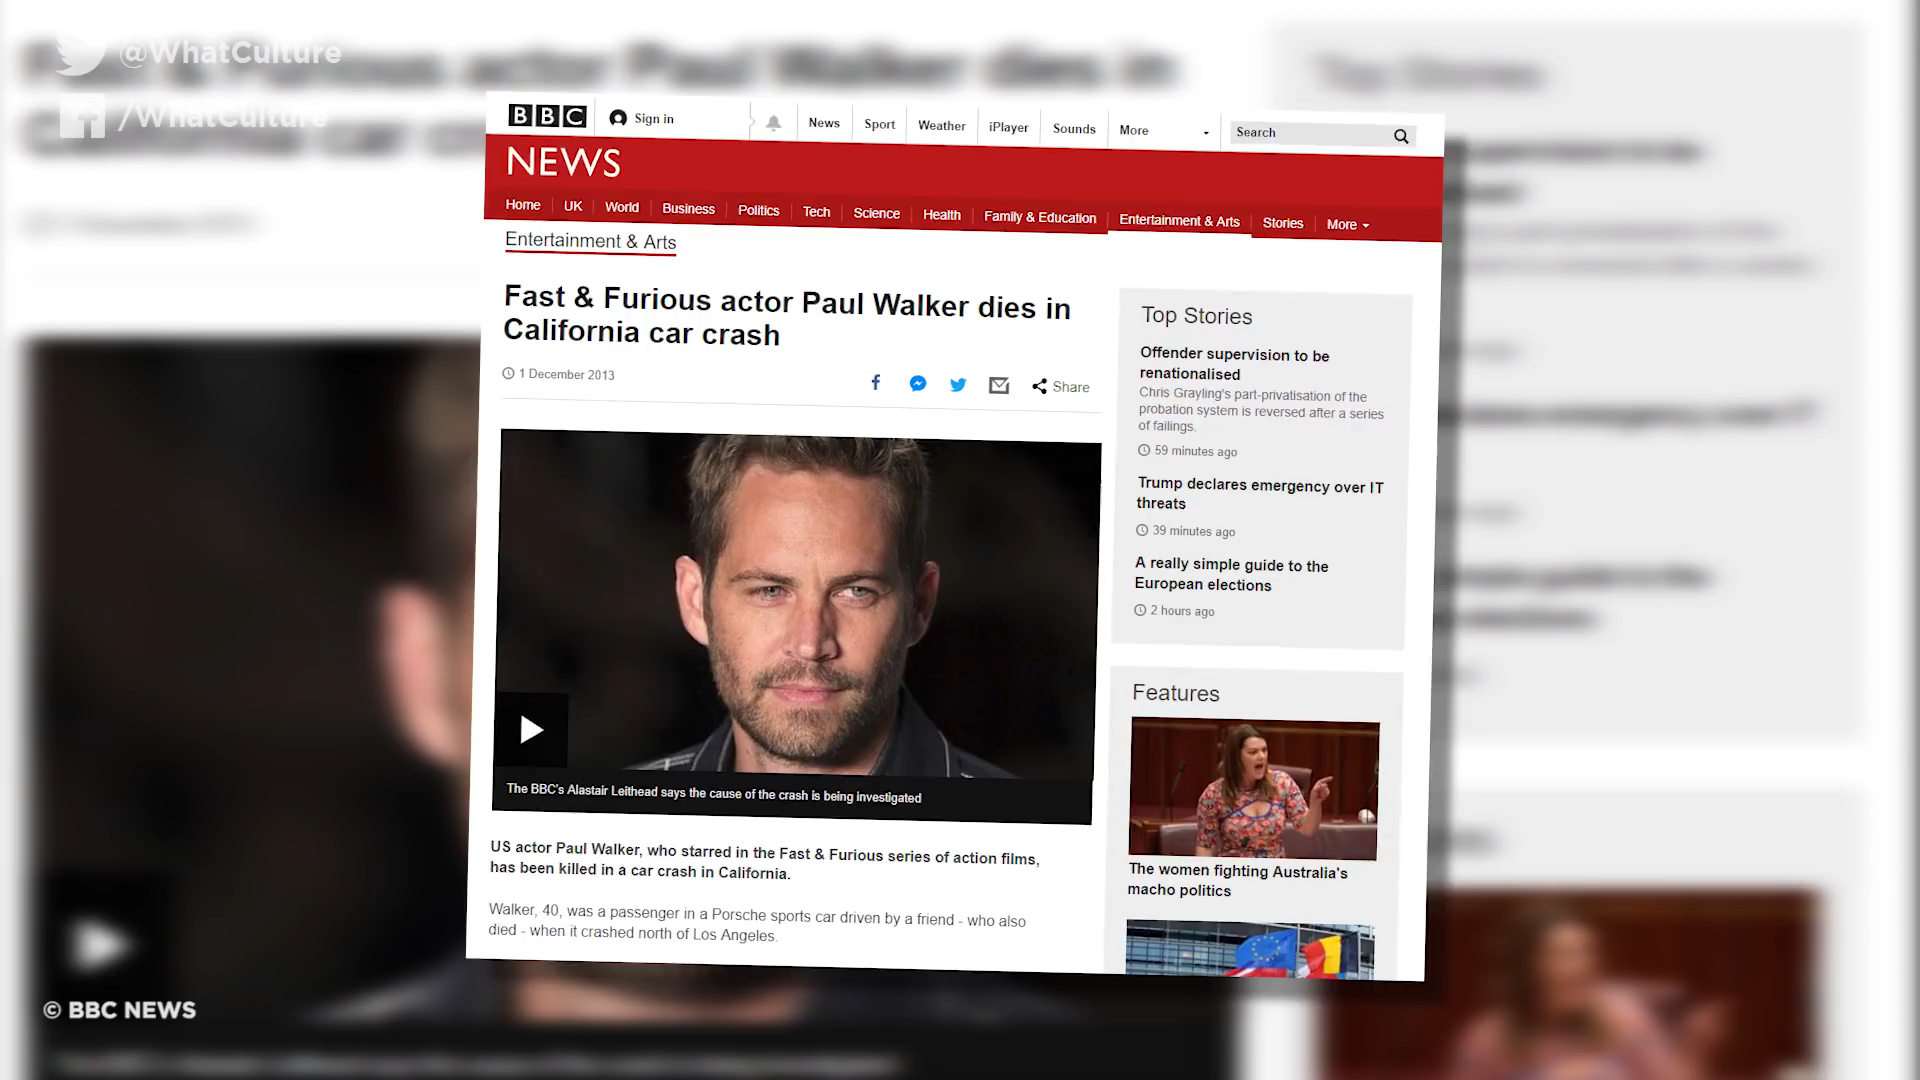 @WhatCulture
/WhatCulture
BBC
Sign in
News
Sport
Weather
iPlayer
Sounds
More
Search
NEWS
Home
UK
World
Business
Politics
Tech
Science
Health
Family & Education
Entertainment & Arts
Stories
More
Entertainment & Arts
Fast & Furious actor Paul Walker dies in
California car crash
1 December 2013
Share
The BBC's Alastair Leithead says the cause of the crash is being investigated
US actor Paul Walker, who starred in the Fast & Furious series of action films,
has been killed in a car crash in California.
Walker, 40, was a passenger in a Porsche sports car driven by a friend - who also
died - when it crashed north of Los Angeles.
Top Stories
Offender supervision to be
renationalised
Chris Grayling's part-privatisation of the
probation system is reversed after a series
of failings.
59 minutes ago
Trump declares emergency over IT
threats
39 minutes ago
A really simple guide to the
European elections
2 hours ago
Features
The women fighting Australia's
macho politics
© BBC NEWS